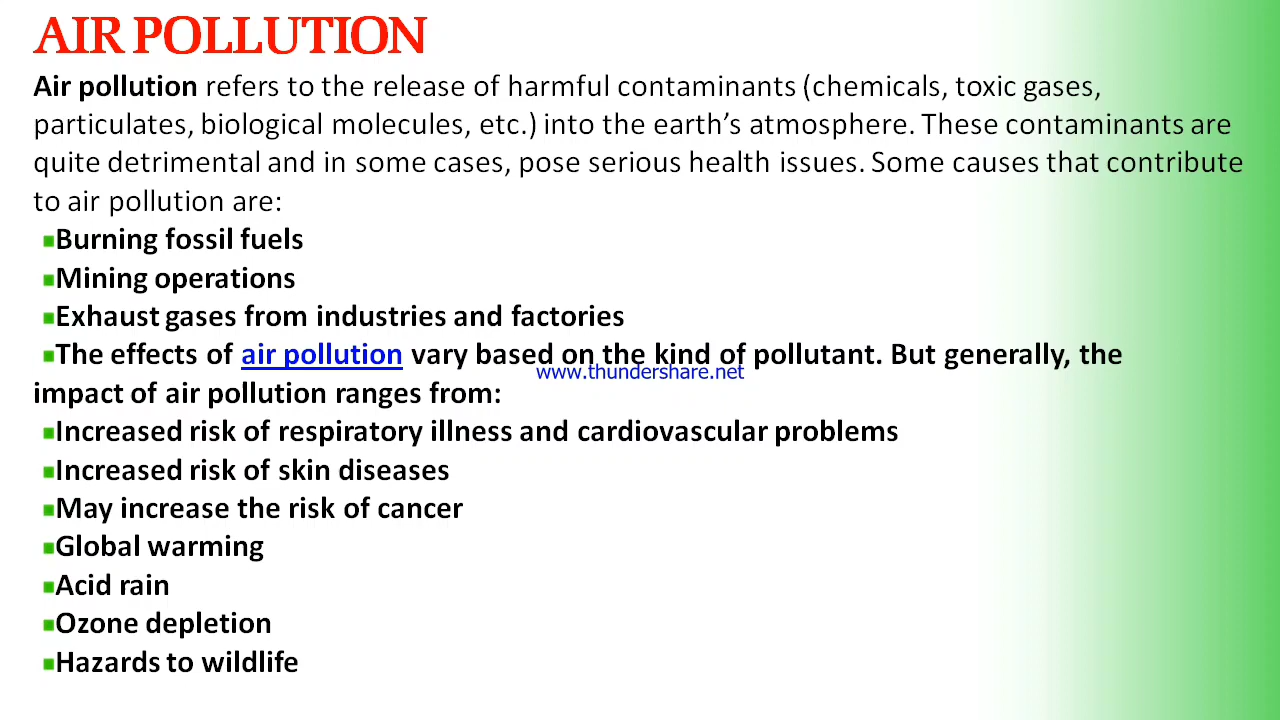 AIR POLLUTION
Air pollution refers to the release of harmful contaminants (chemicals, toxic gases,
particulates, biological molecules, etc.) into the earth’s atmosphere. These contaminants are
quite detrimental and in some cases, pose serious health issues. Some causes that contribute
to air pollution are:
Burning fossil fuels
Mining operations
Exhaust gases from industries and factories
The effects of air pollution vary based on the kind of pollutant. But generally, the
www.thundershare.net
impact of air pollution ranges from:
Increased risk of respiratory illness and cardiovascular problems
Increased risk of skin diseases
May increase the risk of cancer
Global warming
Acid rain
Ozone depletion
Hazards to wildlife